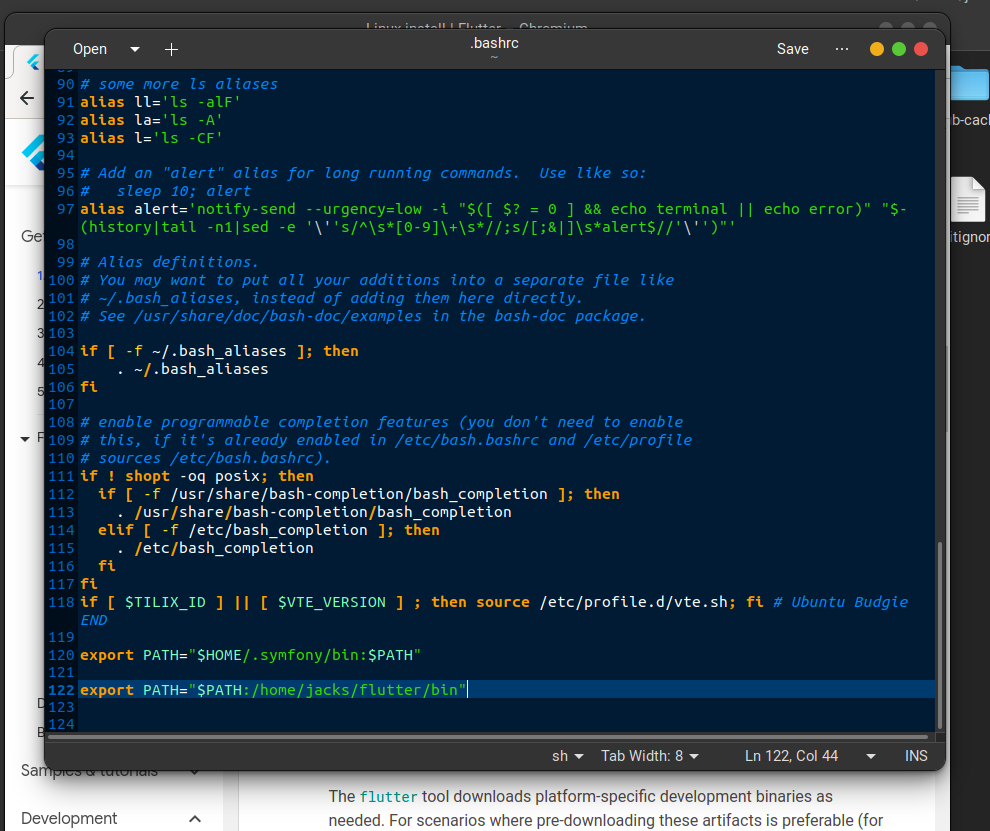 Linux install | Flutter - Chromium
Open
.bashrc
~
Save
90 # some more ls aliases
91 alias ll='ls -alF'
92 alias la='ls -A'
93 alias l='ls -CF'
94
95 # Add an "alert" alias for long running commands.  Use like so:
96 #   sleep 10; alert
97 alias alert='notify-send --urgency=low -i "$([ $? = 0 ] && echo terminal || echo error)" "$-
(history|tail -n1|sed -e '\''s/^\s*[0-9]\+\s*//;s/[;&|]\s*alert$//'\'')"'
98
99 # Alias definitions.
100 # You may want to put all your additions into a separate file like
101 # ~/.bash_aliases, instead of adding them here directly.
102 # See /usr/share/doc/bash-doc/examples in the bash-doc package.
103
104 if [ -f ~/.bash_aliases ]; then
105     . ~/.bash_aliases
106 fi
107
108 # enable programmable completion features (you don't need to enable
109 # this, if it's already enabled in /etc/bash.bashrc and /etc/profile
110 # sources /etc/bash.bashrc).
111 if ! shopt -oq posix; then
112   if [ -f /usr/share/bash-completion/bash_completion ]; then
113     . /usr/share/bash-completion/bash_completion
114   elif [ -f /etc/bash_completion ]; then
115     . /etc/bash_completion
116   fi
117 fi
118 if [ $TILIX_ID ] || [ $VTE_VERSION ] ; then source /etc/profile.d/vte.sh; fi # Ubuntu Budgie
END
119
120 export PATH="$HOME/.symfony/bin:$PATH"
121
122 export PATH="$PATH:/home/jacks/flutter/bin"
123
124
sh
Tab Width: 8
Ln 122, Col 44
INS
b-cac
itignor
Get
1
2
3
4
5
F
D
B
Samples & tutorials
Development
The flutter tool downloads platform-specific development binaries as
needed. For scenarios where pre-downloading these artifacts is preferable (for